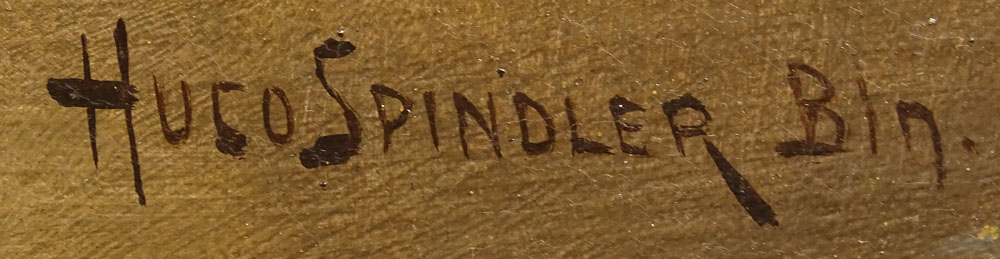 HUGO SPINDLER Bln.